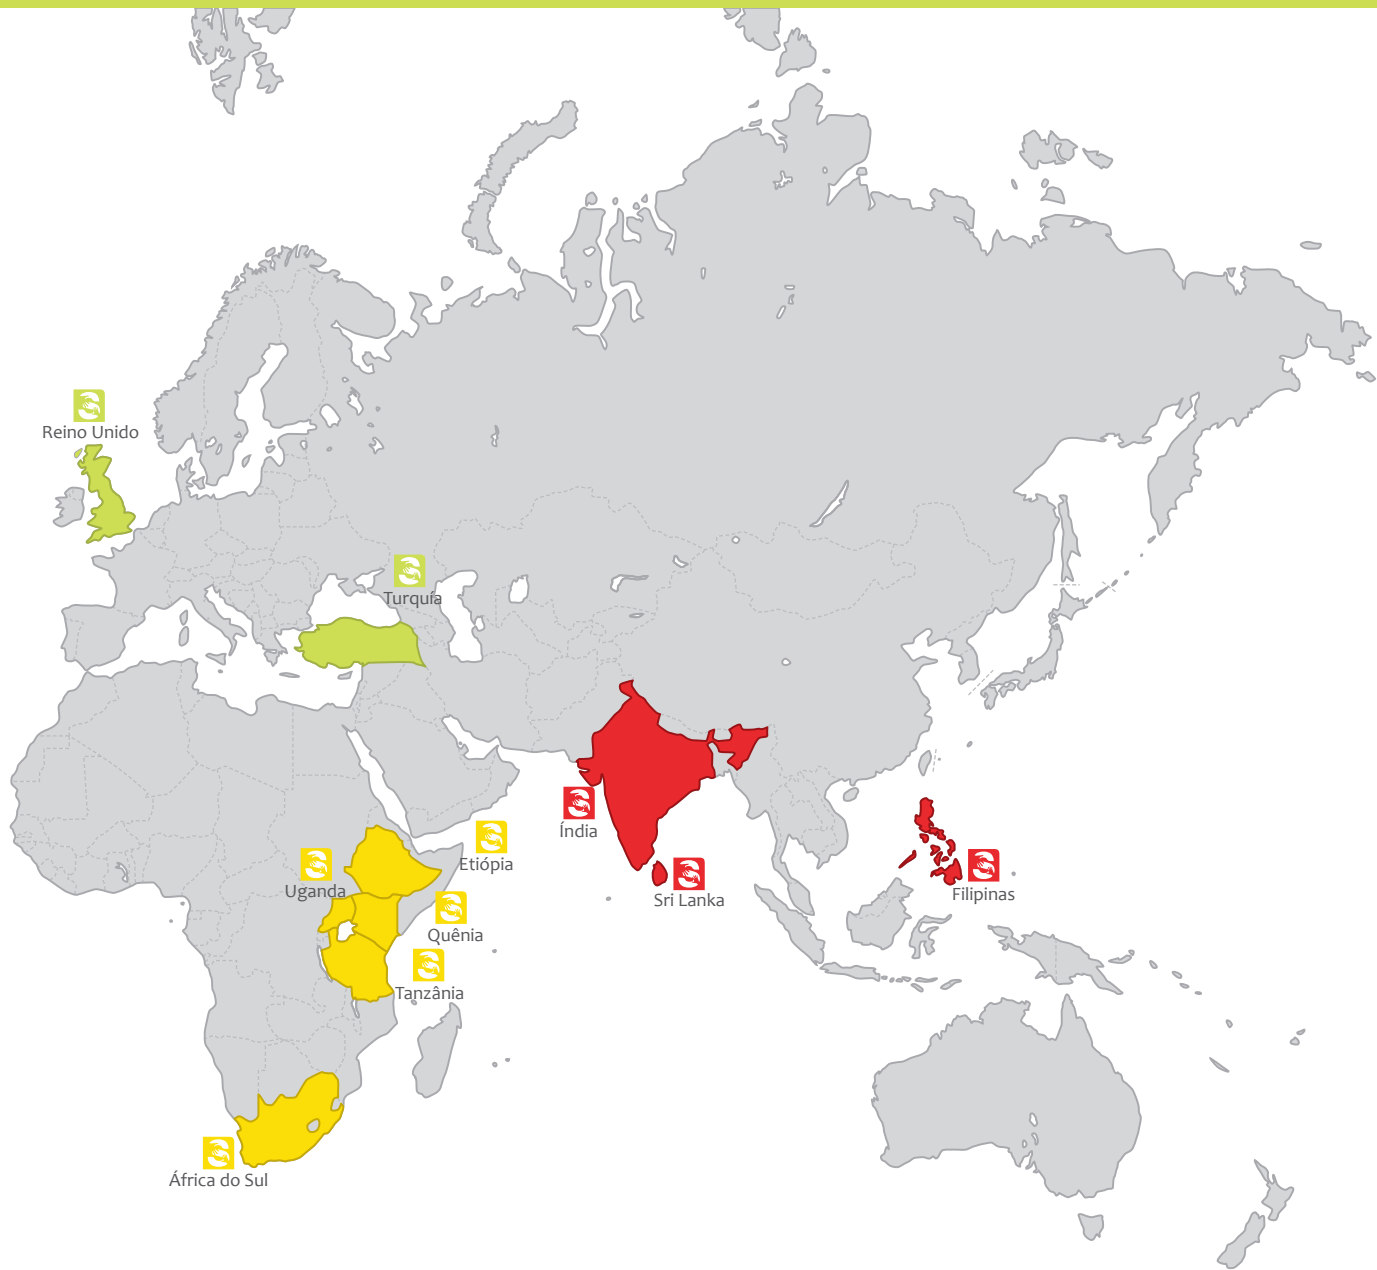 Reino Unido
Turquía
Índia
Etiópia
Uganda
Sri Lanka
Filipinas
Quênia
Tanzânia
África do Sul